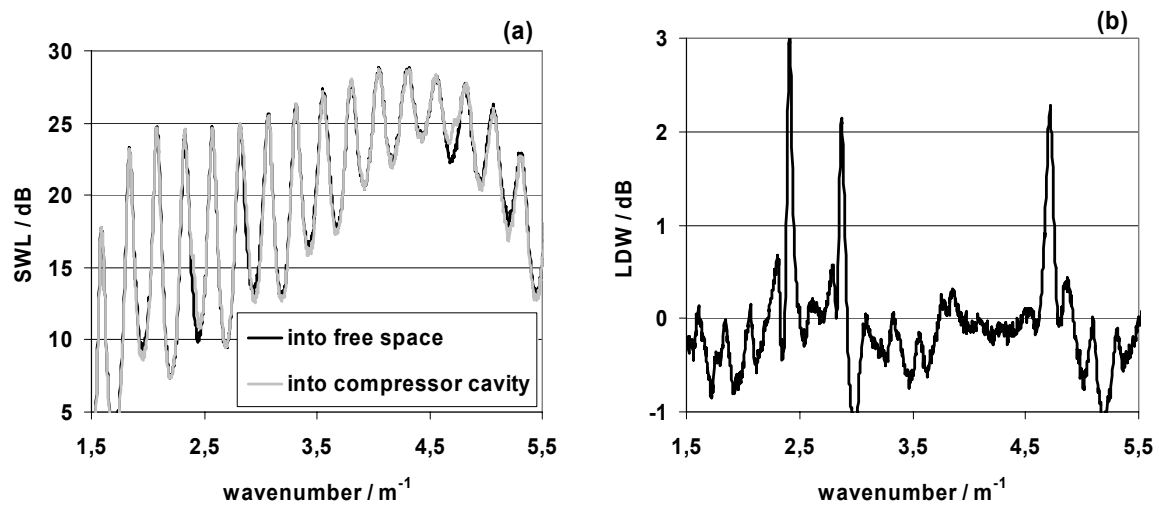 (a)
30
25
20
15
10
5
SWL / dB
into free space
into compressor cavity
1,5 2,5 3,5 4,5 5,5
wavenumber / m-1
(b)
3
2
1
0
-1
LDW / dB
1,5 2,5 3,5 4,5 5,5
wavenumber / m-1